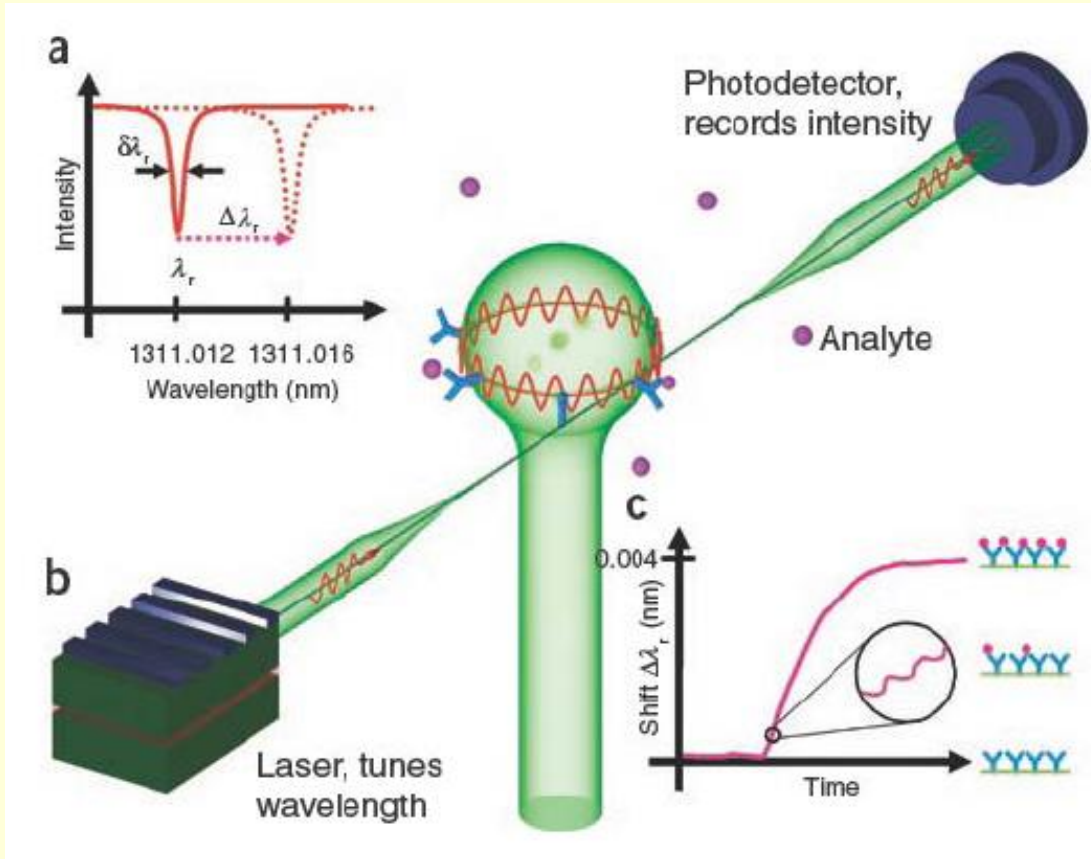 a
Intensity
δλr
Δλr
λr
1311.012 1311.016
Wavelength (nm)
Photodetector,
records intensity
Analyte
b
Laser, tunes
wavelength
c
0.004
Shift Δλr (nm)
Time